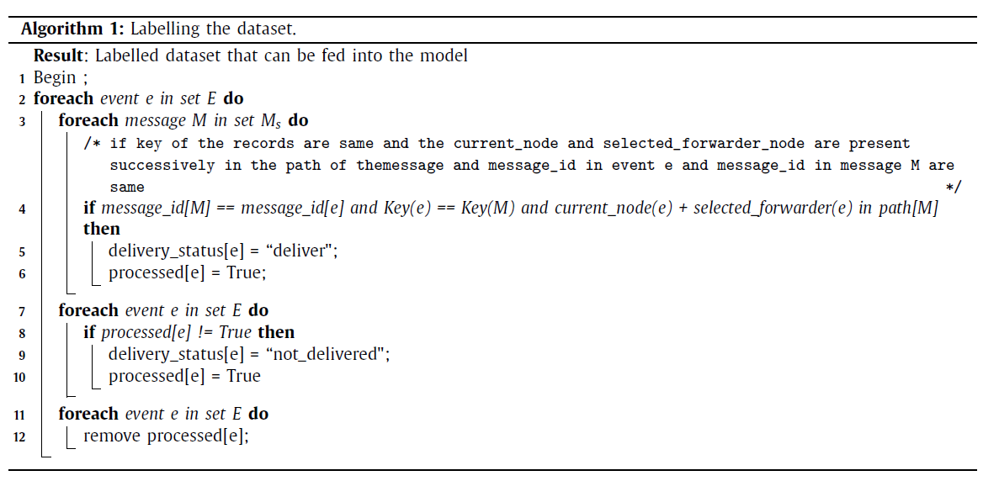 Algorithm 1: Labelling the dataset.
Result: Labelled dataset that can be fed into the model
1 Begin ;
2 foreach event e in set E do
3 foreach message M in set Ms do
/* if key of the records are same and the current_node and selected_forwarder_node are present
successively in the path of themessage and message_id in event e and message_id in message M are
same */
4 if message_id[M] == message_id[e] and Key(e) == Key(M) and current_node(e) + selected_forwarder(e) in path[M]
then
5 delivery_status[e] = “deliver";
6 processed[e] = True;
7 foreach event e in set E do
8 if processed[e] != True then
9 delivery_status[e] = “not_delivered";
10 processed[e] = True
11 foreach event e in set E do
12 remove processed[e];